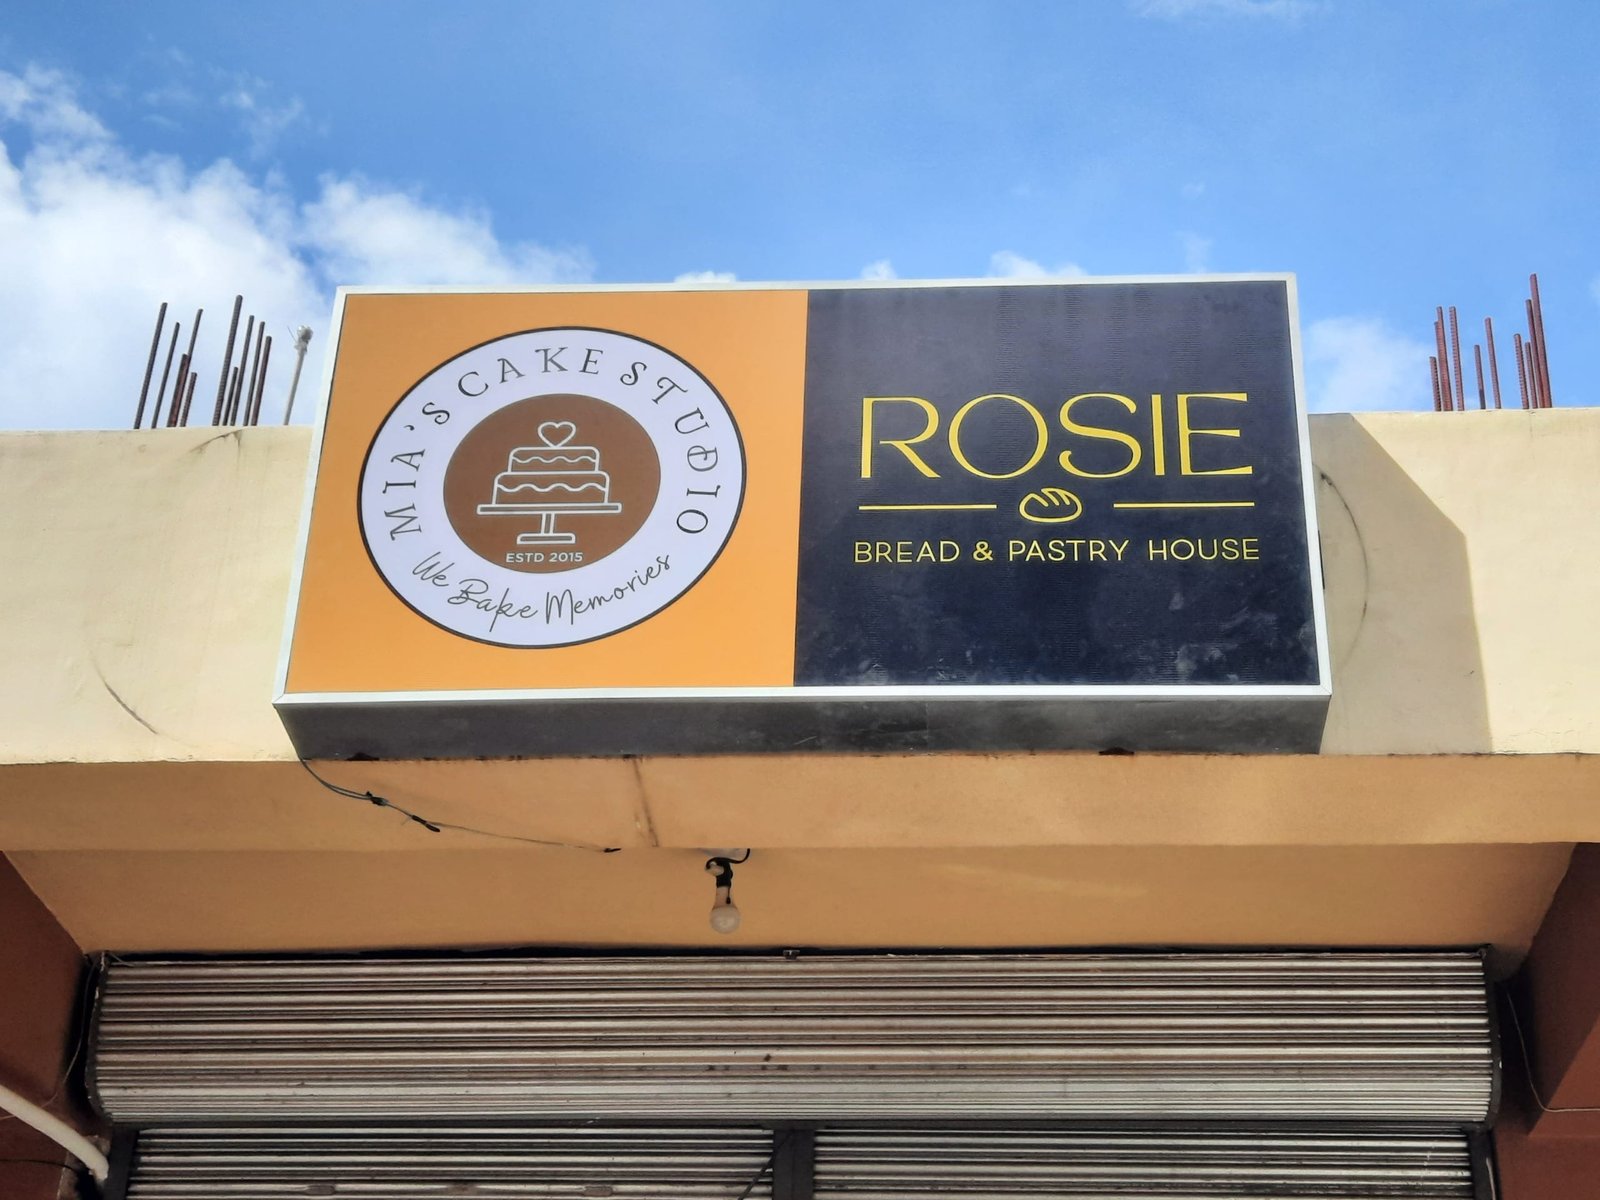 MIA'S CAKE STUDIO
ESTD 2015
We Bake Memories
ROSIE
BREAD & PASTRY HOUSE